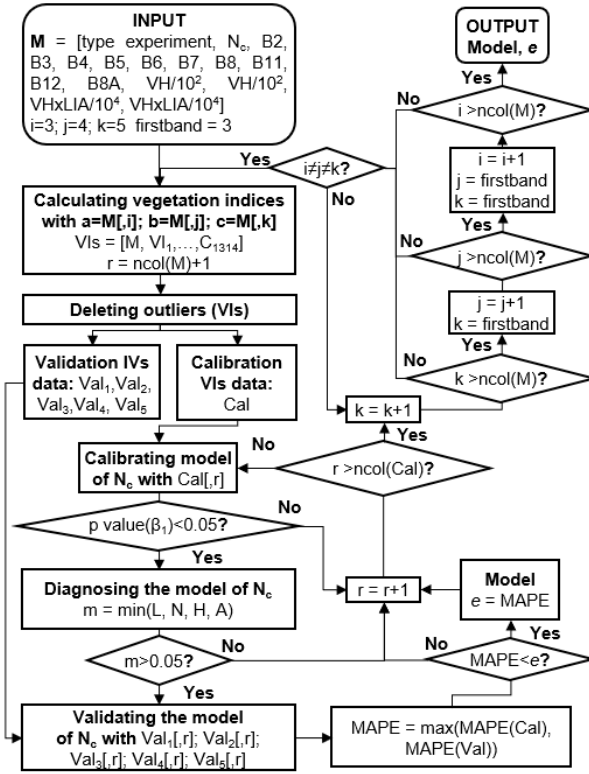 INPUT
M = [type experiment, Nc, B2,
B3, B4, B5, B6, B7, B8, B11,
B12, B8A, VH/10², VH/10²,
VHxLIA/10⁴, VHxLIA/10⁴]
i=3; j=4; k=5 firstband = 3
Yes
i≠j≠k?
No
Calculating vegetation indices
with a=M[,i]; b=M[,j]; c=M[,k]
VIs = [M, VI₁,…,C₁₃₁₄]
r = ncol(M)+1
Deleting outliers (VIs)
Validation IVs
data: Val₁,Val₂,
Val₃,Val₄, Val₅
Calibration
VIs data:
Cal
Calibrating model
of Nc with Cal[,r]
No
r >ncol(Cal)?
Yes
k = k+1
p value(β₁)<0.05?
No
Yes
Diagnosing the model of Nc
m = min(L, N, H, A)
m>0.05?
No
Yes
Validating the model
of Nc with Val₁[,r]; Val₂[,r];
Val₃[,r]; Val₄[,r]; Val₅[,r]
MAPE = max(MAPE(Cal),
MAPE(Val))
MAPE<e?
No
Yes
Model
e = MAPE
r = r+1
k >ncol(M)?
No
Yes
j = j+1
k = firstband
j >ncol(M)?
No
Yes
i = i+1
j = firstband
k = firstband
i >ncol(M)?
No
Yes
OUTPUT
Model, e